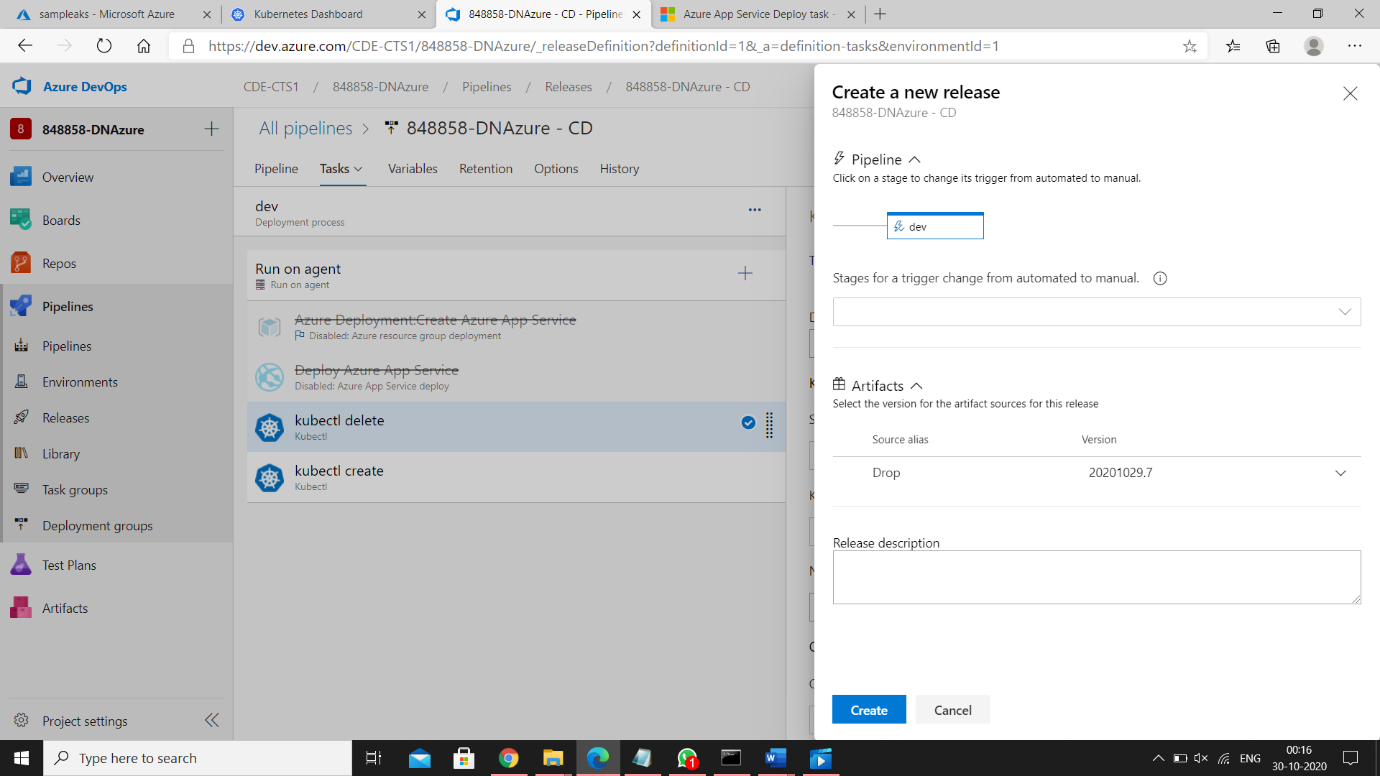 sampleaks - Microsoft Azure
Kubernetes Dashboard
848858-DNAzure - CD - Pipeline
Azure App Service Deploy task -
https://dev.azure.com/CDE-CTS1/848858-DNAzure/_releaseDefinition?definitionId=1&_a=definition-tasks&environmentId=1
Azure DevOps
CDE-CTS1 / 848858-DNAzure / Pipelines / Releases / 848858-DNAzure - CD
8 848858-DNAzure
Overview
Boards
Repos
Pipelines
Pipelines
Environments
Releases
Library
Task groups
Deployment groups
Test Plans
Artifacts
Project settings
All pipelines > 848858-DNAzure - CD
Pipeline Tasks Variables Retention Options History
dev
Deployment process
Run on agent
Run on agent
Azure Deployment:Create Azure App Service
Disabled: Azure resource group deployment
Deploy Azure App Service
Disabled: Azure App Service deploy
kubectl delete
Kubectl
kubectl create
Kubectl
Create a new release
848858-DNAzure - CD
Pipeline
Click on a stage to change its trigger from automated to manual.
dev
Stages for a trigger change from automated to manual.
Artifacts
Select the version for the artifact sources for this release
Source alias Version
Drop 20201029.7
Release description
Create Cancel
Type here to search
1
ENG
00:16
30-10-2020